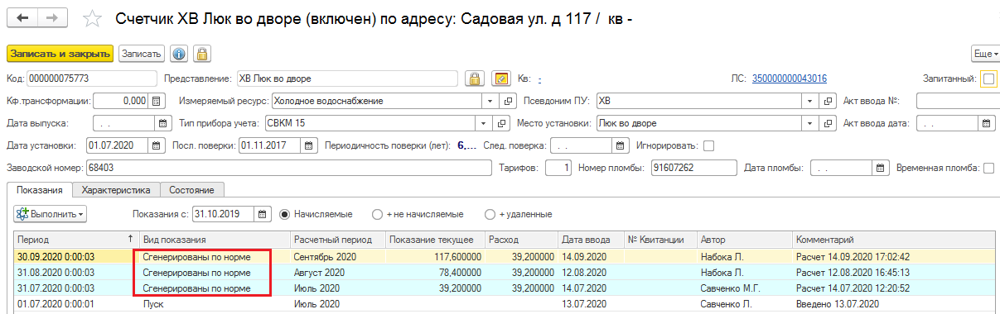 Счетчик ХВ Люк во дворе (включен) по адресу: Садовая ул. д 117 / кв -
Записать и закрыть Записать Еще
Код: 000000075773 Представление: ХВ Люк во дворе Кв: - ЛС: 350000000043016 Запитанный:
Кф.трансформации: 0,000 Измеряемый ресурс: Холодное водоснабжение Псевдоним ПУ: ХВ Акт ввода №:
Дата выпуска: . . Тип прибора учета: СВКМ 15 Место установки: Люк во дворе Акт ввода дата: . .
Дата установки: 01.07.2020 Посл. поверки: 01.11.2017 Периодичность поверки (лет): 6,... След. поверка: . . Игнорировать:
Заводской номер: 68403 Тарифов: 1 Номер пломбы: 91607262 Дата пломбы: . . Временная пломба:
Показания Характеристика Состояние
Выполнить Показания с: 31.10.2019 Начисляемые + не начисляемые + удаленные
Период Вид показания Расчетный период Показание текущее Расход Дата ввода № Квитанции Автор Комментарий
30.09.2020 0:00:03 Сгенерированы по норме Сентябрь 2020 117,600000 39,200000 14.09.2020 Набока Л. Расчет 14.09.2020 17:02:42
31.08.2020 0:00:03 Сгенерированы по норме Август 2020 78,400000 39,200000 12.08.2020 Набока Л. Расчет 12.08.2020 16:45:13
31.07.2020 0:00:03 Сгенерированы по норме Июль 2020 39,200000 39,200000 14.07.2020 Савченко М.Г. Расчет 14.07.2020 12:20:52
01.07.2020 0:00:01 Пуск Июль 2020 13.07.2020 Савченко Л. Введено 13.07.2020